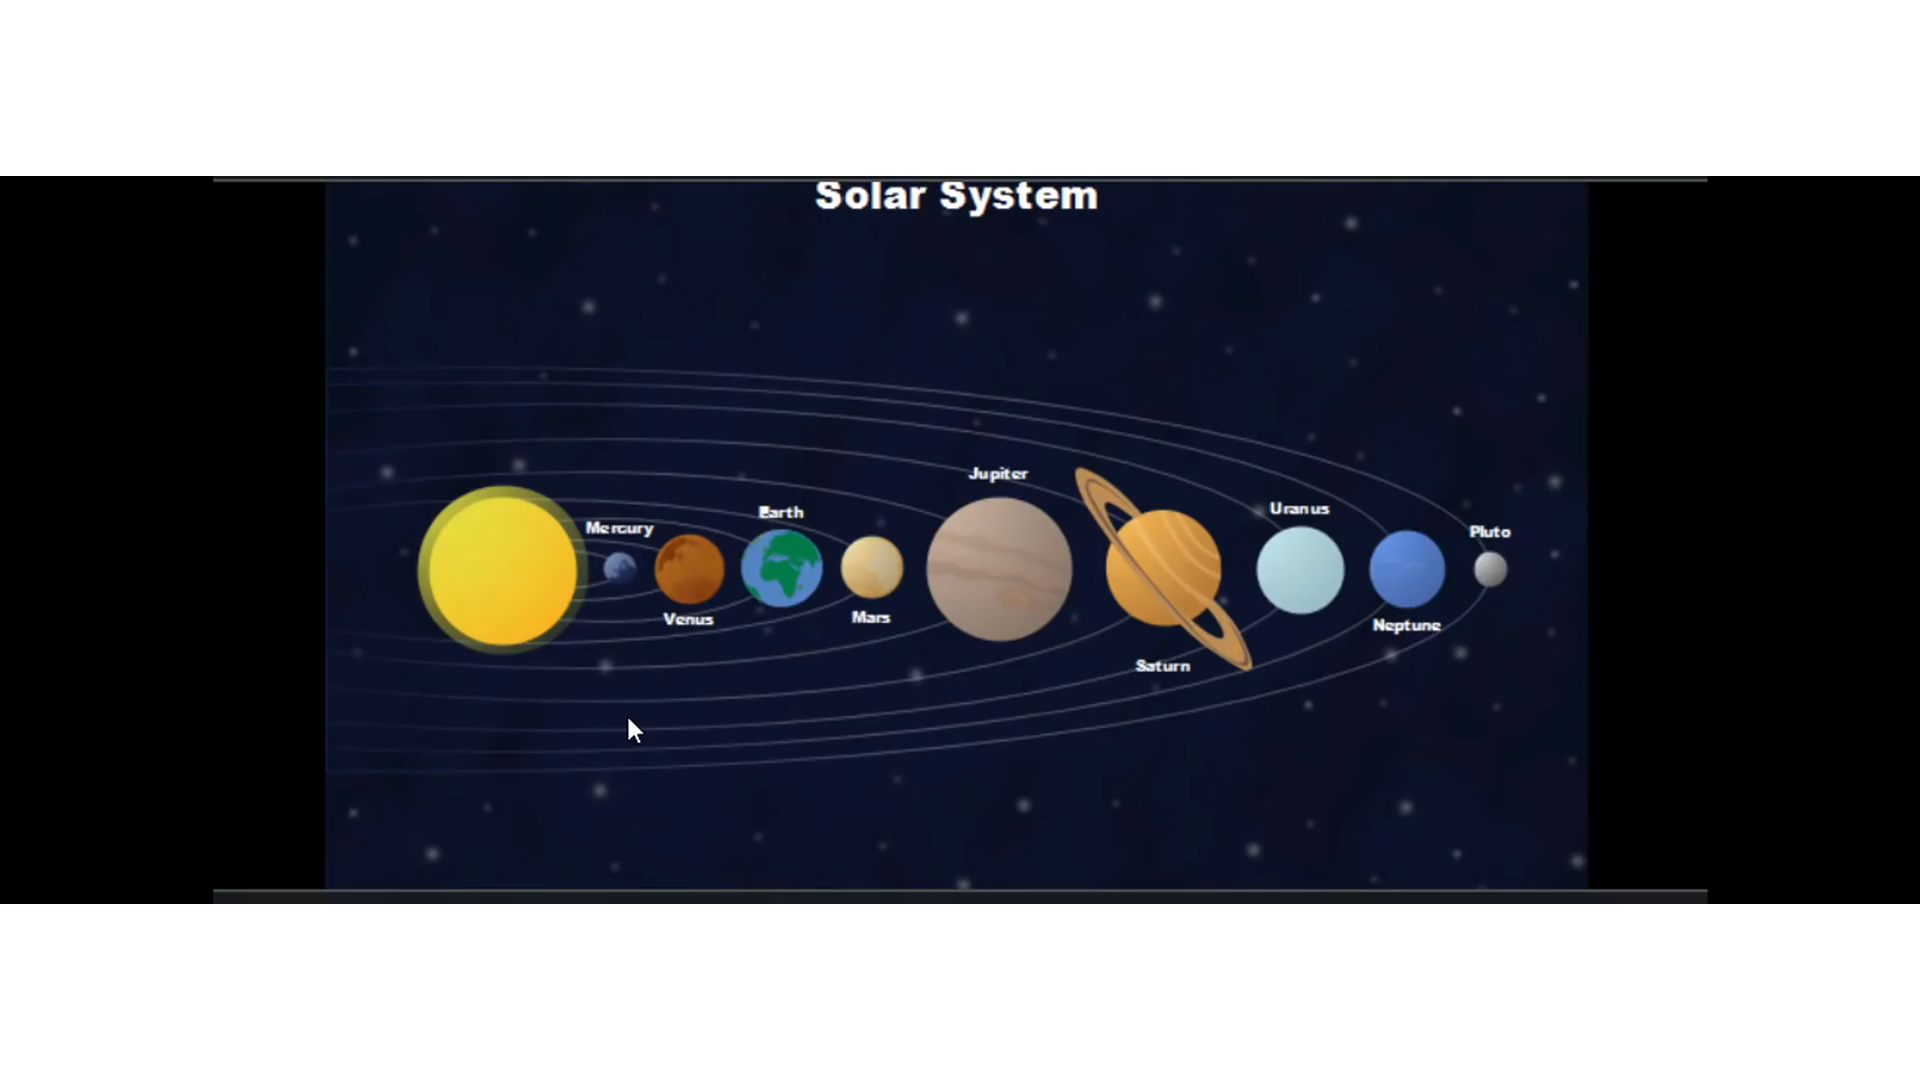 Solar System
Jupiter
Uranus
Earth
Mercury
Pluto
Mars
Venus
Neptune
Saturn